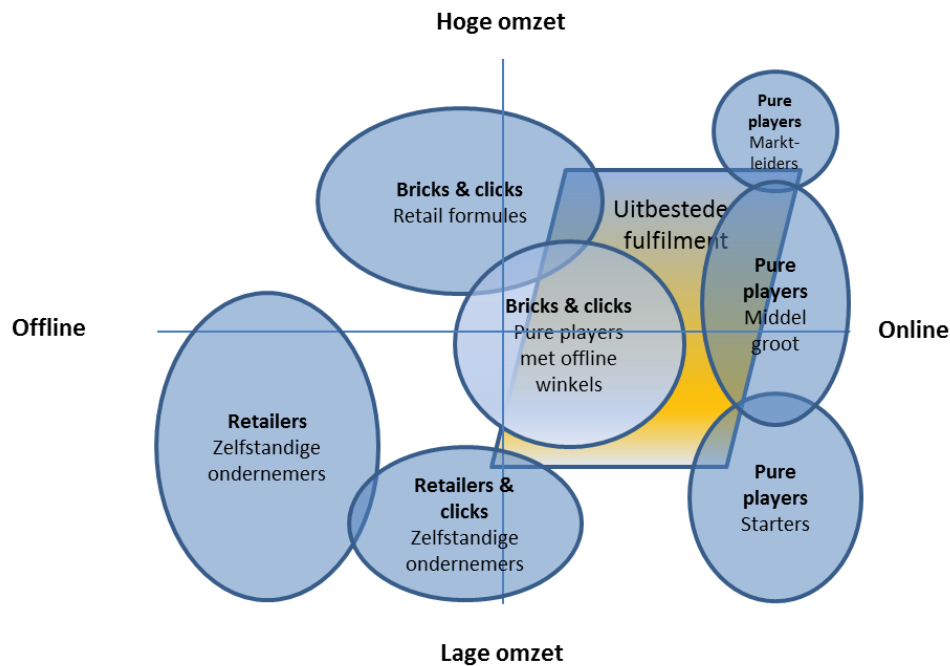 Hoge omzet
Pure
players
Markt-
leiders
Bricks & clicks
Retail formules
Uitbestede
fulfilment
Pure
players
Middel
groot
Bricks & clicks
Pure players
met offline
winkels
Offline
Online
Retailers
Zelfstandige
ondernemers
Retailers &
clicks
Zelfstandige
ondernemers
Pure
players
Starters
Lage omzet